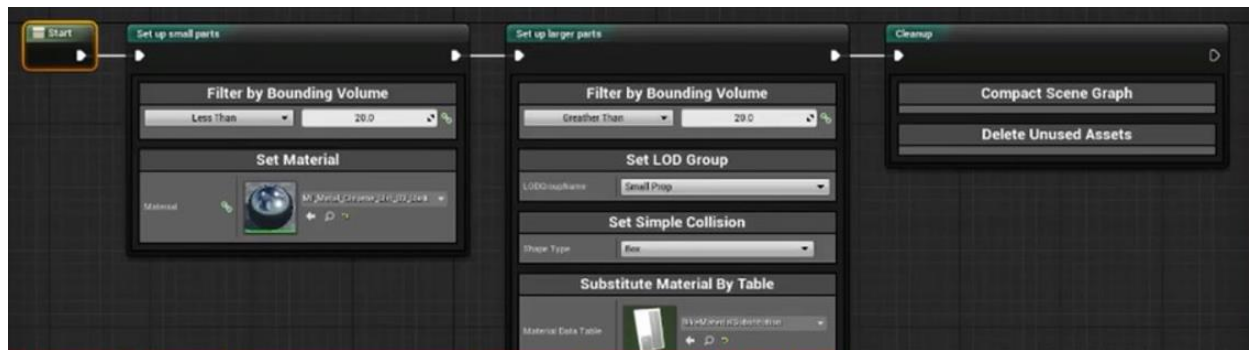 Start
Set up small parts
Filter by Bounding Volume
Less Than 20.0
Set Material
Material
Set up larger parts
Filter by Bounding Volume
Greather Than 20.0
Set LOD Group
LODGroupName Small Prop
Set Simple Collision
Shape Type Box
Substitute Material By Table
Material Data Table BikeMaterialSubstitution
Cleanup
Compact Scene Graph
Delete Unused Assets